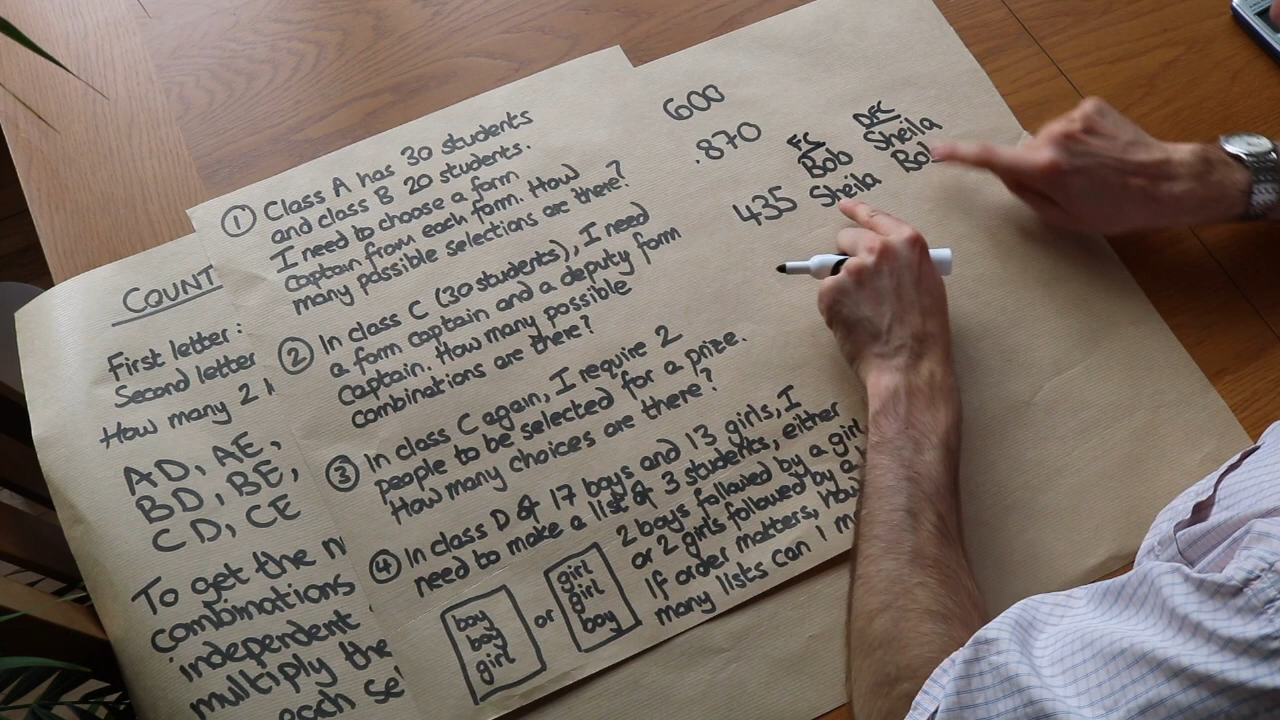 COUNT
First letter:
Second letter
How many 2
AD, AE,
BD, BE,
CD, CE
To get the
combinations
independent
multiply the
each
① Class A has 30 students
and class B 20 students.
I need to choose a form
captain from each form. How
many possible selections are there?
② In class C (30 students), I need
a form captain and a deputy form
captain. How many possible
combinations are there?
③ In class C again, I require 2
people to be selected for a prize.
How many choices are there?
④ In class D of 17 boys and 13 girls, I
need to make a list of 3 students, either
2 boys followed by a girl
or 2 girls followed by a
If order matters, how
many lists can I
boy
boy
girl
or
girl
girl
boy
600
.870
435
FC
Bob
Sheila
DFC
Sheila